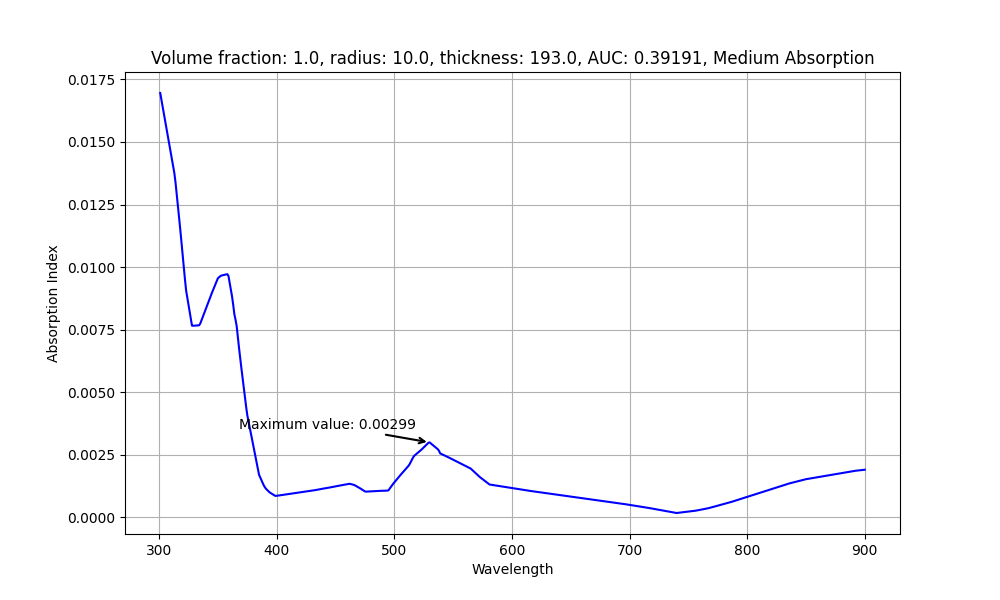 Volume fraction: 1.0, radius: 10.0, thickness: 193.0, AUC: 0.39191, Medium Absorption
0.0175
0.0150
0.0125
0.0100
0.0075
0.0050
0.0025
0.0000
Absorption Index
Maximum value: 0.00299
300 400 500 600 700 800 900
Wavelength